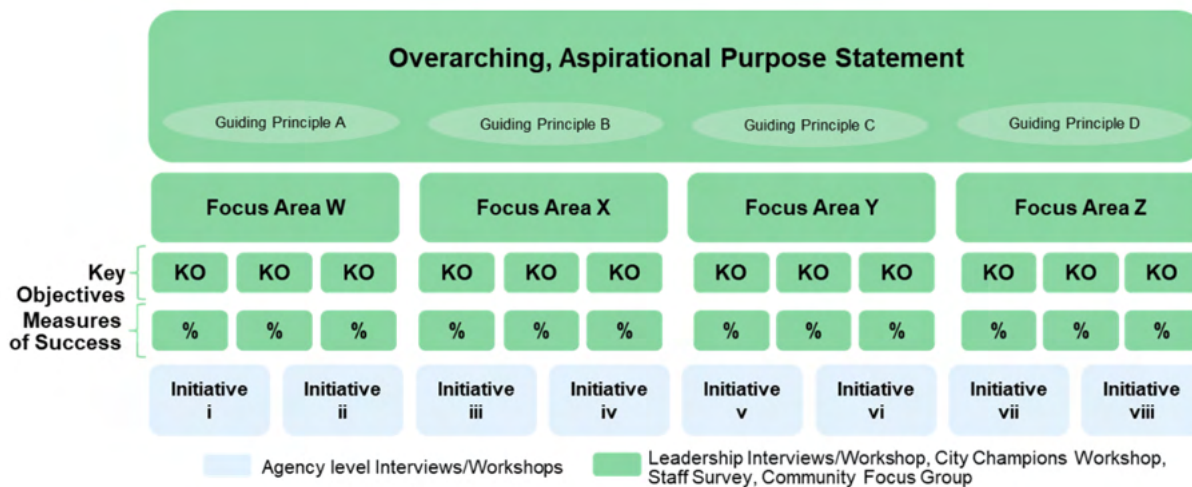 Overarching, Aspirational Purpose Statement
Guiding Principle A Guiding Principle B Guiding Principle C Guiding Principle D
Focus Area W Focus Area X Focus Area Y Focus Area Z
Key
Objectives
KO KO KO KO KO KO KO KO KO KO KO KO
Measures
of Success
% % % % % % % % % % % %
Initiative Initiative Initiative Initiative Initiative Initiative Initiative Initiative
i ii iii iv v vi vii viii
Agency level Interviews/Workshops
Leadership Interviews/Workshop, City Champions Workshop,
Staff Survey, Community Focus Group